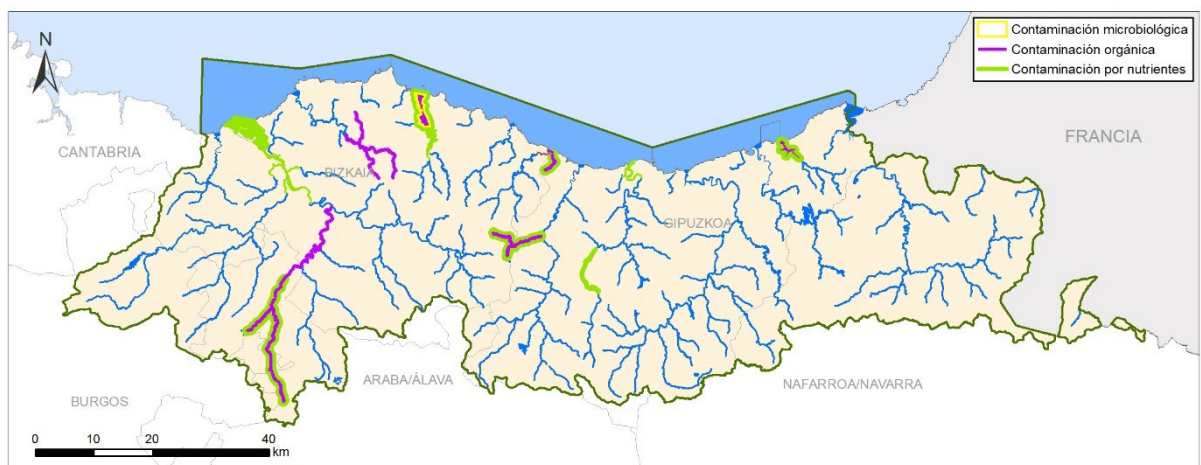 N
Contaminación microbiológica
Contaminación orgánica
Contaminación por nutrientes
FRANCIA
CANTABRIA
BIZKAIA
GIPUZKOA
ARABA/ÁLAVA
NAFARROA/NAVARRA
BURGOS
0 10 20 40
km